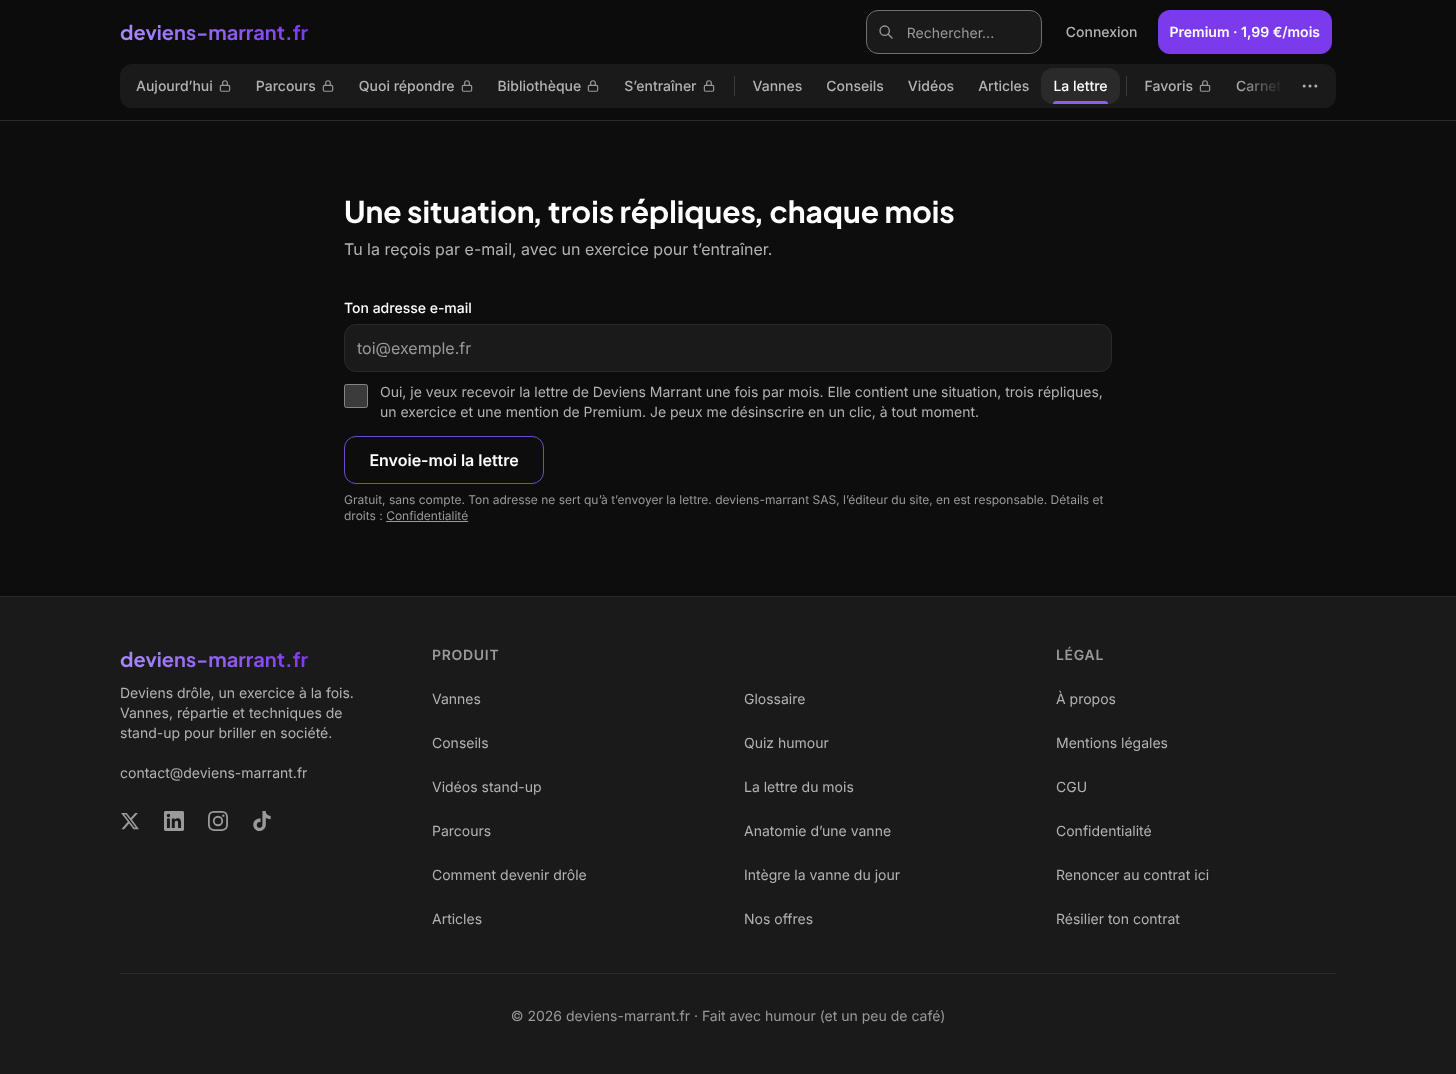 deviens-marrant.fr
Rechercher...
Connexion
Premium · 1,99 €/mois
Aujourd’hui
Parcours
Quoi répondre
Bibliothèque
S’entraîner
Vannes
Conseils
Vidéos
Articles
La lettre
Favoris
Carnet
Une situation, trois répliques, chaque mois
Tu la reçois par e-mail, avec un exercice pour t’entraîner.
Ton adresse e-mail
toi@exemple.fr
Oui, je veux recevoir la lettre de Deviens Marrant une fois par mois. Elle contient une situation, trois répliques,
un exercice et une mention de Premium. Je peux me désinscrire en un clic, à tout moment.
Envoie-moi la lettre
Gratuit, sans compte. Ton adresse ne sert qu’à t’envoyer la lettre. deviens-marrant SAS, l’éditeur du site, en est responsable. Détails et
droits : Confidentialité
deviens-marrant.fr
Deviens drôle, un exercice à la fois.
Vannes, répartie et techniques de
stand-up pour briller en société.
contact@deviens-marrant.fr
PRODUIT
Vannes
Conseils
Vidéos stand-up
Parcours
Comment devenir drôle
Articles
Glossaire
Quiz humour
La lettre du mois
Anatomie d’une vanne
Intègre la vanne du jour
Nos offres
LÉGAL
À propos
Mentions légales
CGU
Confidentialité
Renoncer au contrat ici
Résilier ton contrat
© 2026 deviens-marrant.fr · Fait avec humour (et un peu de café)